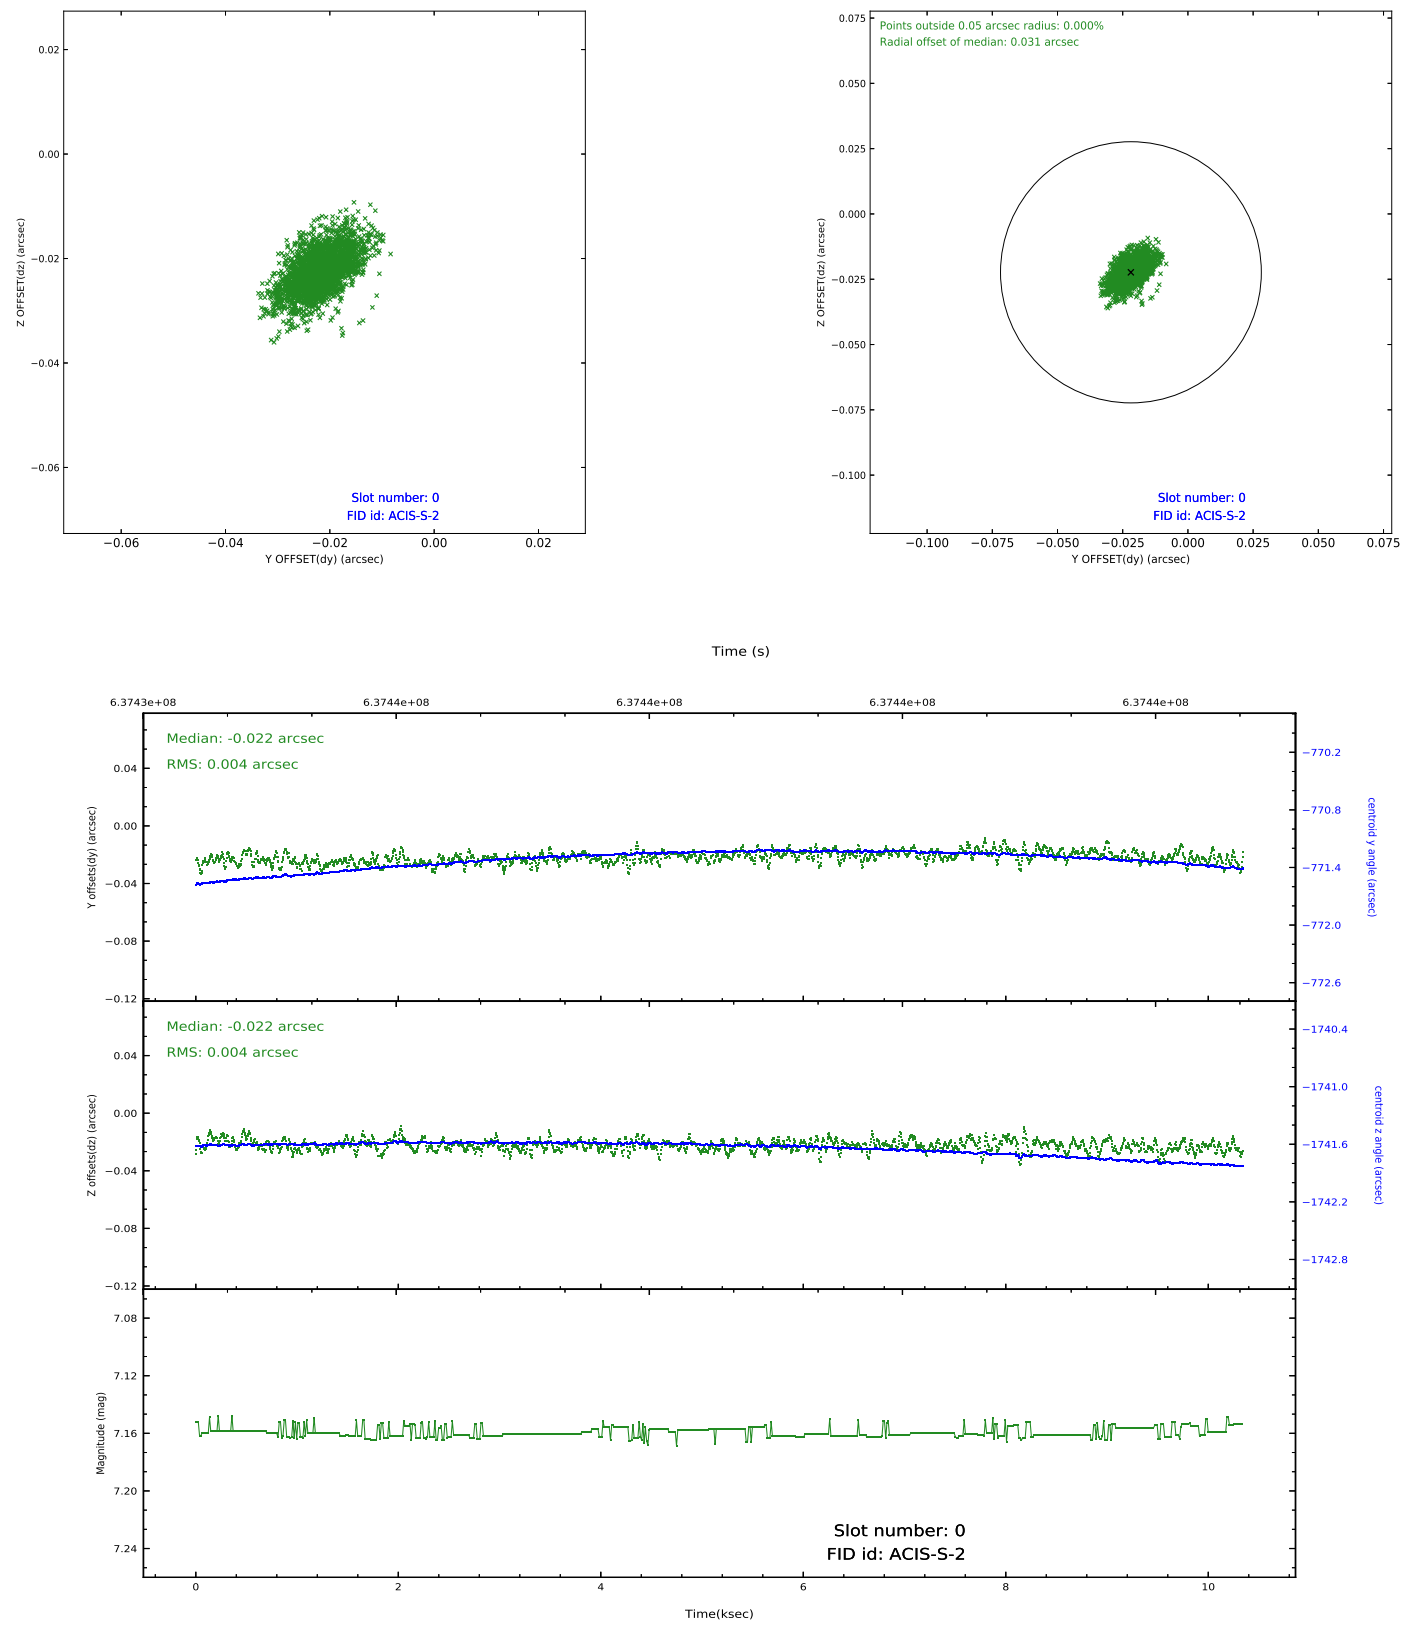 0.02
0.00
−0.02
−0.04
−0.06
Z OFFSET(dz) (arcsec)
Slot number: 0
FID id: ACIS-S-2
−0.06 −0.04 −0.02 0.00 0.02
Y OFFSET(dy) (arcsec)
Points outside 0.05 arcsec radius: 0.000%
Radial offset of median: 0.031 arcsec
0.075
0.050
0.025
0.000
−0.025
−0.050
−0.075
−0.100
Z OFFSET(dz) (arcsec)
Slot number: 0
FID id: ACIS-S-2
−0.100 −0.075 −0.050 −0.025 0.000 0.025 0.050 0.075
Y OFFSET(dy) (arcsec)
Time (s)
6.3743e+08 6.3744e+08 6.3744e+08 6.3744e+08 6.3744e+08
Median: -0.022 arcsec
RMS: 0.004 arcsec
0.04
0.00
−0.04
−0.08
−0.12
Y offsets(dy) (arcsec)
−770.2
−770.8
−771.4
−772.0
−772.6
centroid y angle (arcsec)
Median: -0.022 arcsec
RMS: 0.004 arcsec
0.04
0.00
−0.04
−0.08
−0.12
Z offsets(dz) (arcsec)
−1740.4
−1741.0
−1741.6
−1742.2
−1742.8
centroid z angle (arcsec)
7.08
7.12
7.16
7.20
7.24
Magnitude (mag)
Slot number: 0
FID id: ACIS-S-2
0 2 4 6 8 10
Time(ksec)